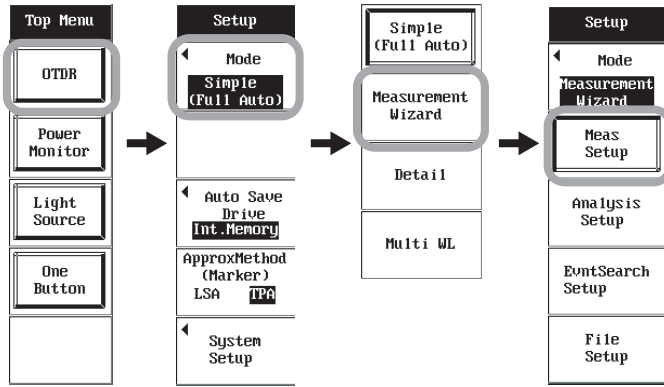 Top Menu
OTDR
Power
Monitor
Light
Source
One
Button
Setup
Mode
Simple
(Full Auto)
Auto Save
Drive
Int.Memory
ApproxMethod
(Marker)
LSA TPA
System
Setup
Simple
(Full Auto)
Measurement
Wizard
Detail
Multi WL
Setup
Mode
Measurement
Wizard
Meas
Setup
Analysis
Setup
EvntSearch
Setup
File
Setup